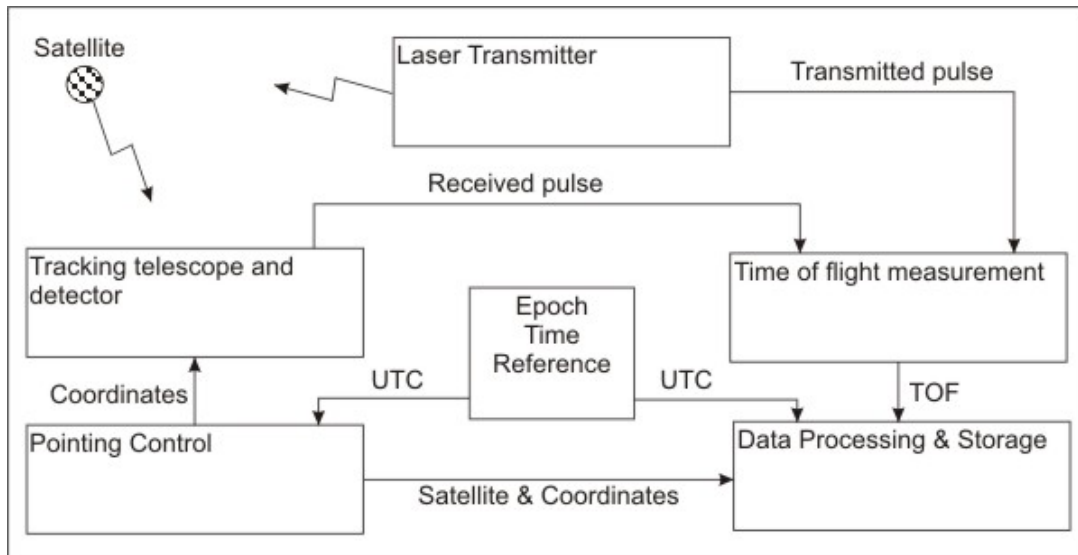 Satellite
Laser Transmitter
Transmitted pulse
Received pulse
Tracking telescope and
detector
Time of flight measurement
Epoch
Time
Reference
Coordinates
UTC
UTC
TOF
Pointing Control
Data Processing & Storage
Satellite & Coordinates